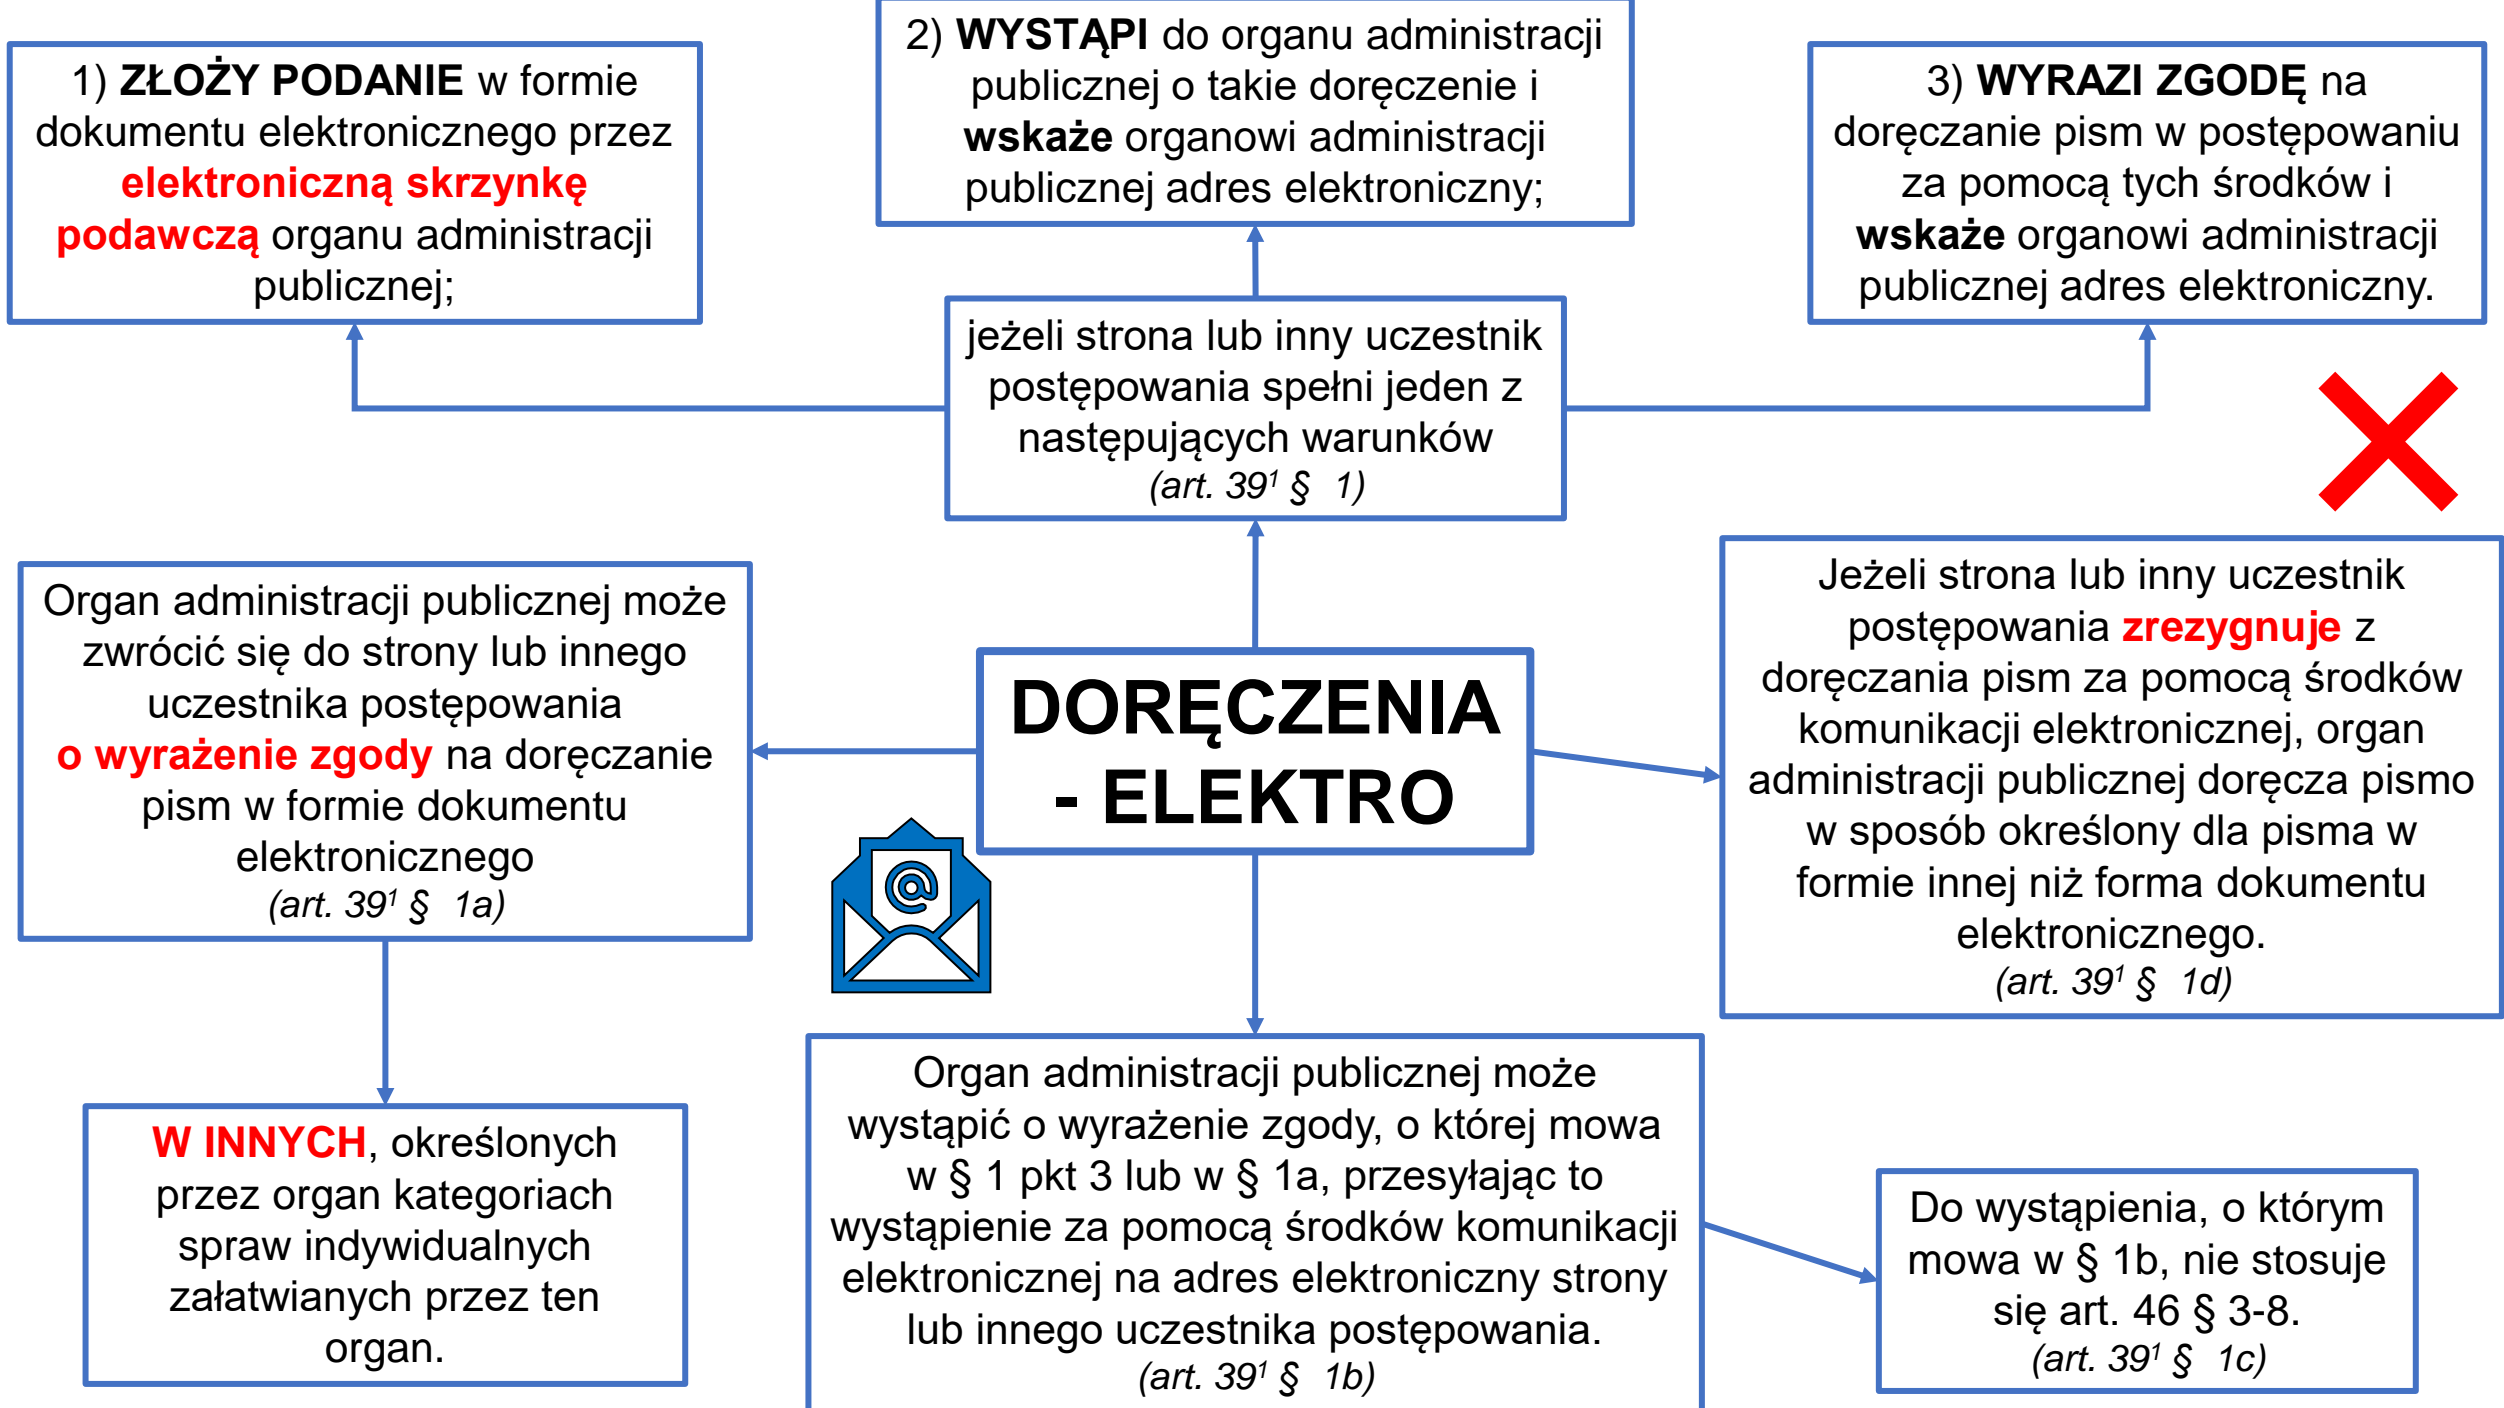 1) ZŁOŻY PODANIE w formie
dokumentu elektronicznego przez
elektroniczną skrzynkę
podawczą organu administracji
publicznej;
2) WYSTĄPI do organu administracji
publicznej o takie doręczenie i
wskaże organowi administracji
publicznej adres elektroniczny;
3) WYRAZI ZGODĘ na
doręczanie pism w postępowaniu
za pomocą tych środków i
wskaże organowi administracji
publicznej adres elektroniczny.
jeżeli strona lub inny uczestnik
postępowania spełni jeden z
następujących warunków
(art. 39¹ § 1)
Organ administracji publicznej może
zwrócić się do strony lub innego
uczestnika postępowania
o wyrażenie zgody na doręczanie
pism w formie dokumentu
elektronicznego
(art. 39¹ § 1a)
DORĘCZENIA
- ELEKTRO
Jeżeli strona lub inny uczestnik
postępowania zrezygnuje z
doręczania pism za pomocą środków
komunikacji elektronicznej, organ
administracji publicznej doręcza pismo
w sposób określony dla pisma w
formie innej niż forma dokumentu
elektronicznego.
(art. 39¹ § 1d)
W INNYCH, określonych
przez organ kategoriach
spraw indywidualnych
załatwianych przez ten
organ.
Organ administracji publicznej może
wystąpić o wyrażenie zgody, o której mowa
w § 1 pkt 3 lub w § 1a, przesyłając to
wystąpienie za pomocą środków komunikacji
elektronicznej na adres elektroniczny strony
lub innego uczestnika postępowania.
(art. 39¹ § 1b)
Do wystąpienia, o którym
mowa w § 1b, nie stosuje
się art. 46 § 3-8.
(art. 39¹ § 1c)